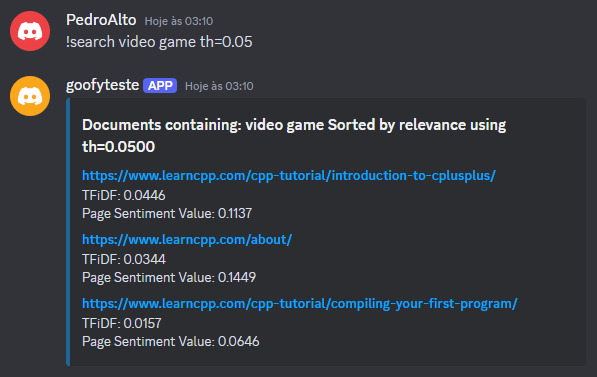 PedroAlto Hoje às 03:10
!search video game th=0.05
goofyteste APP Hoje às 03:10
Documents containing: video game Sorted by relevance using
th=0.0500
https://www.learncpp.com/cpp-tutorial/introduction-to-cplusplus/
TFiDF: 0.0446
Page Sentiment Value: 0.1137
https://www.learncpp.com/about/
TFiDF: 0.0344
Page Sentiment Value: 0.1449
https://www.learncpp.com/cpp-tutorial/compiling-your-first-program/
TFiDF: 0.0157
Page Sentiment Value: 0.0646